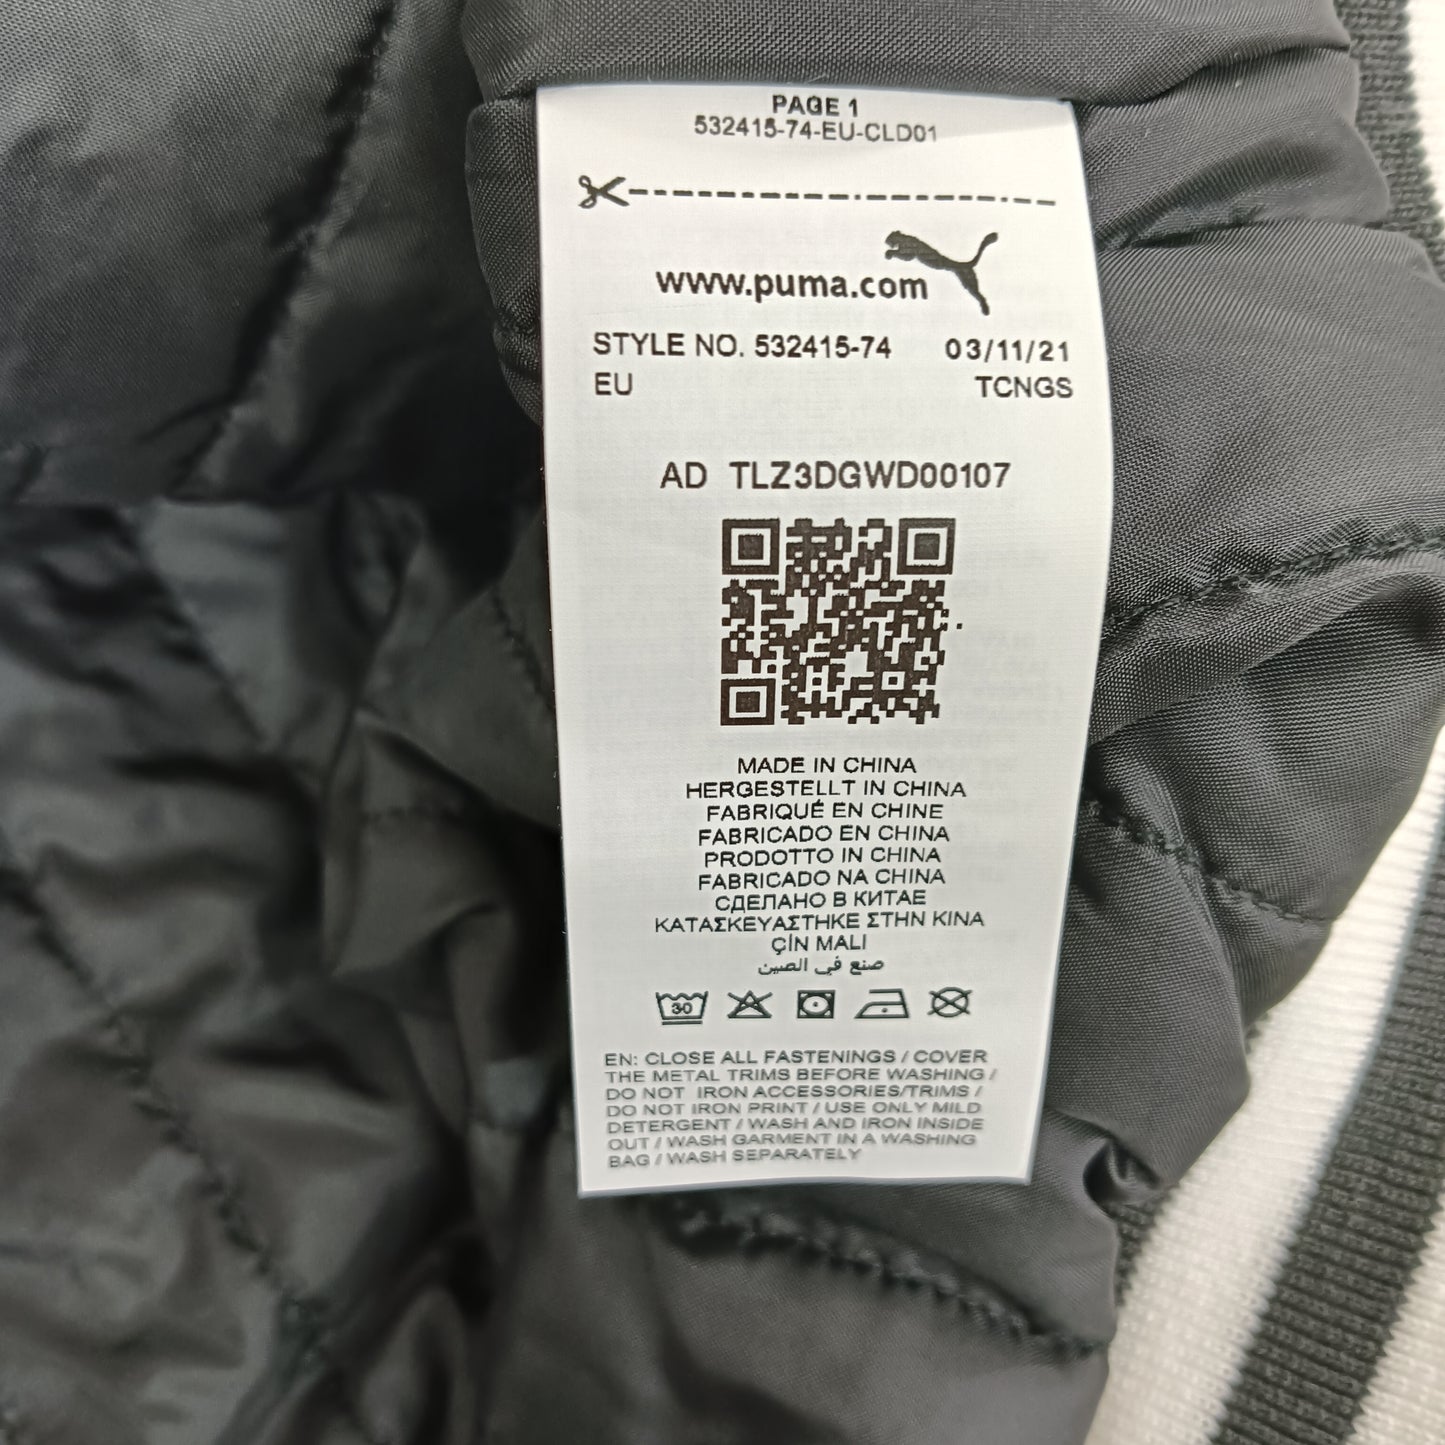 PAGE 1
532415-74-EU-CLD01
www.puma.com
STYLE NO. 532415-74 03/11/21
EU TCNGS
AD TLZ3DGWD00107
MADE IN CHINA
HERGESTELLT IN CHINA
FABRIQUÉ EN CHINE
FABRICADO EN CHINA
PRODOTTO IN CHINA
FABRICADO NA CHINA
СДЕЛАНО В КИТАЕ
ΚΑΤΑΣΚΕΥΑΣΤΗΚΕ ΣΤΗΝ ΚΙΝΑ
ÇİN MALI
صنع في الصين
30
EN: CLOSE ALL FASTENINGS / COVER
THE METAL TRIMS BEFORE WASHING /
DO NOT IRON ACCESSORIES/TRIMS /
DO NOT IRON PRINT / USE ONLY MILD
DETERGENT / WASH AND IRON INSIDE
OUT / WASH GARMENT IN A WASHING
BAG / WASH SEPARATELY